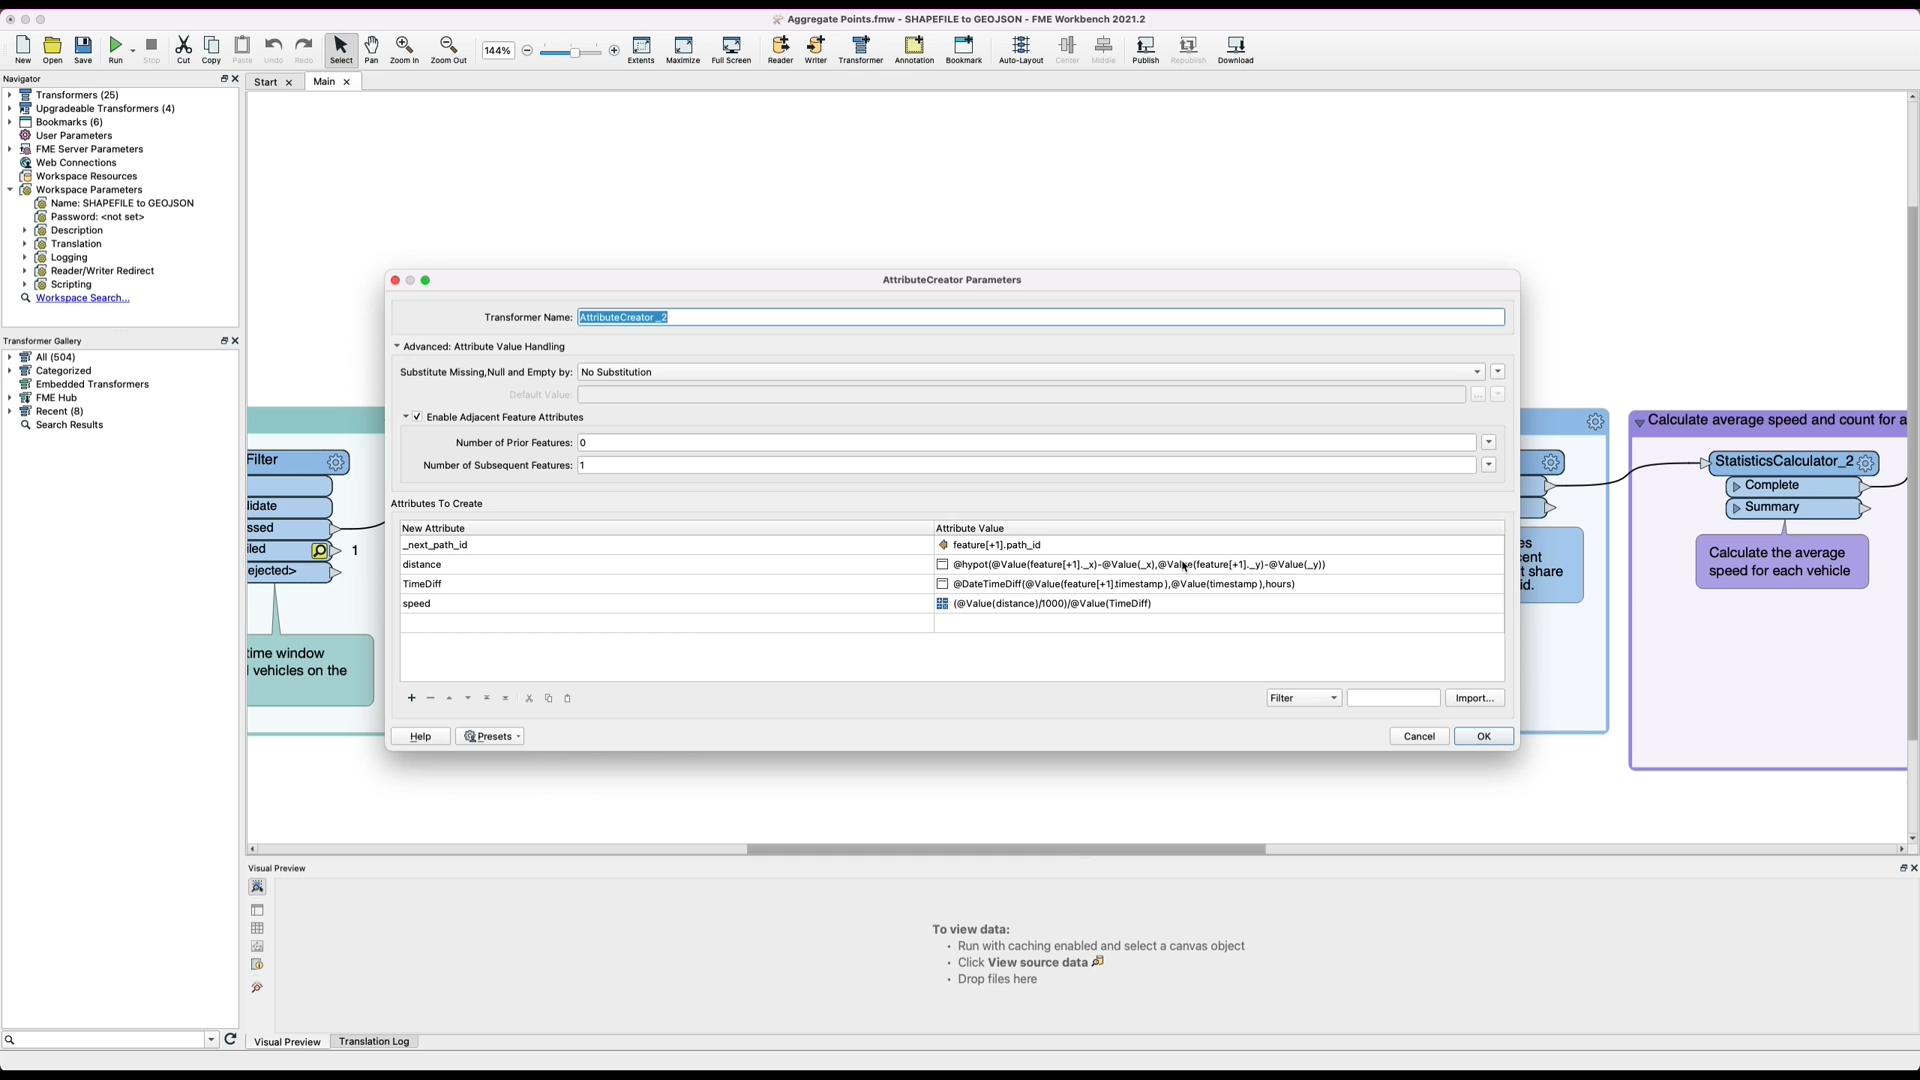 Aggregate Points.fmw - SHAPEFILE to GEOJSON - FME Workbench 2021.2
New Open Save Run Stop Cut Copy Paste Undo Redo Select Pan Zoom In Zoom Out 144% Extents Maximize Full Screen Reader Writer Transformer Annotation Bookmark Auto-Layout Center Middle Publish Republish Download
Navigator
Start Main
Transformers (25)
Upgradeable Transformers (4)
Bookmarks (6)
User Parameters
FME Server Parameters
Web Connections
Workspace Resources
Workspace Parameters
Name: SHAPEFILE to GEOJSON
Password: <not set>
Description
Translation
Logging
Reader/Writer Redirect
Scripting
Workspace Search...
Transformer Gallery
All (504)
Categorized
Embedded Transformers
FME Hub
Recent (8)
Search Results
Filter
lidate
ssed
iled
1
ejected>
time window
l vehicles on the
AttributeCreator Parameters
Transformer Name: AttributeCreator_2
Advanced: Attribute Value Handling
Substitute Missing,Null and Empty by: No Substitution
Default Value:
Enable Adjacent Feature Attributes
Number of Prior Features: 0
Number of Subsequent Features: 1
Attributes To Create
New Attribute Attribute Value
_next_path_id feature[+1].path_id
distance @hypot(@Value(feature[+1]._x)-@Value(_x),@Value(feature[+1]._y)-@Value(_y))
TimeDiff @DateTimeDiff(@Value(feature[+1].timestamp),@Value(timestamp),hours)
speed (@Value(distance)/1000)/@Value(TimeDiff)
Filter Import...
Help Presets Cancel OK
es
ent
t share
id.
Calculate average speed and count for a
StatisticsCalculator_2
Complete
Summary
Calculate the average
speed for each vehicle
Visual Preview
To view data:
• Run with caching enabled and select a canvas object
• Click View source data
• Drop files here
Visual Preview Translation Log